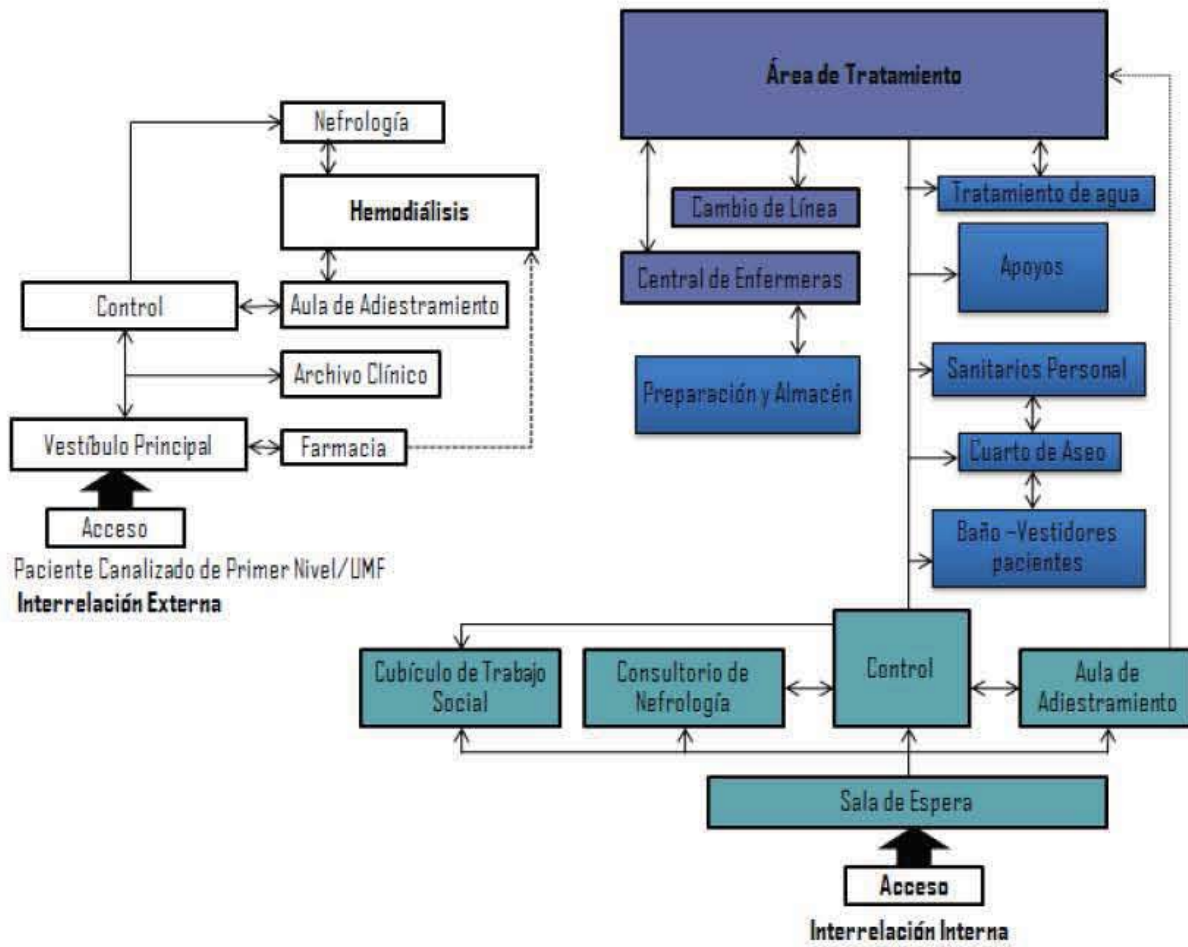 Nefrología
Hemodiálisis
Control
Aula de Adiestramiento
Archivo Clínico
Vestíbulo Principal
Farmacia
Acceso
Paciente Canalizado de Primer Nivel/UMF
Interrelación Externa
Área de Tratamiento
Cambio de Línea
Tratamiento de agua
Central de Enfermeras
Apoyos
Preparación y Almacén
Sanitarios Personal
Cuarto de Aseo
Baño –Vestidores
pacientes
Cubículo de Trabajo
Social
Consultorio de
Nefrología
Control
Aula de
Adiestramiento
Sala de Espera
Acceso
Interrelación Interna